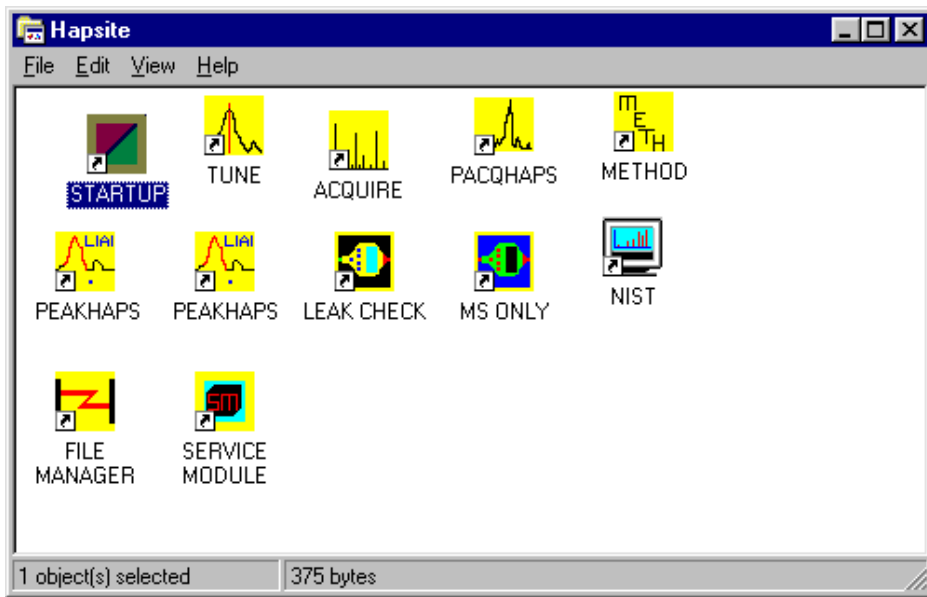 Hapsite
File Edit View Help
STARTUP
TUNE
ACQUIRE
PACQHAPS
METH
METHOD
LIAI
PEAKHAPS
LIAI
PEAKHAPS
LEAK CHECK
MS ONLY
NIST
FILE
MANAGER
SM
SERVICE
MODULE
1 object(s) selected
375 bytes